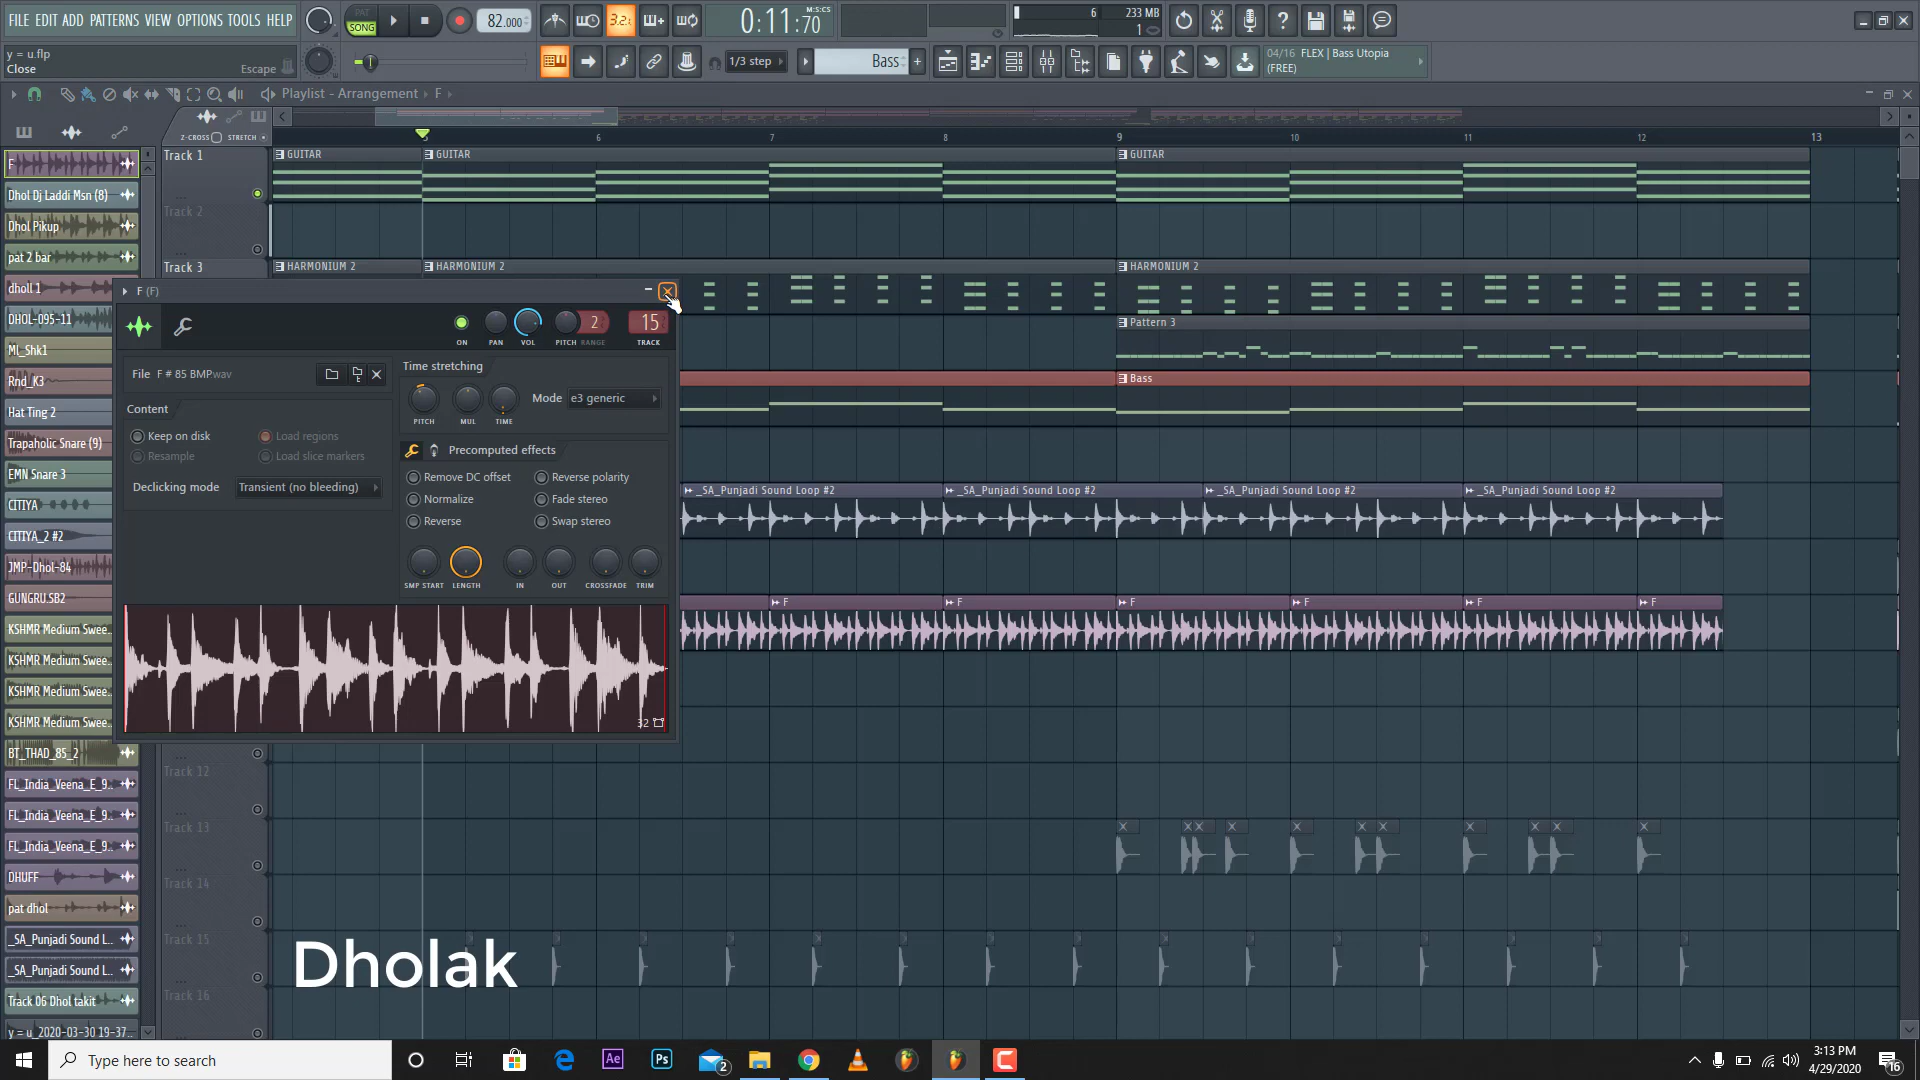 FILE EDIT ADD PATTERNS VIEW OPTIONS TOOLS HELP
PAT
SONG
82.000
3.2.
0:11:70
M:S:CS
6
233 MB
1
y = u.flp
Close
Escape
1/3 step
Bass
04/16 FLEX | Bass Utopia
(FREE)
Playlist - Arrangement
F
Z-CROSS
STRETCH
5
6
7
8
9
10
11
12
13
F
Dhol Dj Laddi Msn (8)
Dhol Pikup
pat 2 bar
dholl 1
DHOL-095-11
MI_Shk1
Rnd_K3
Hat Ting 2
Trapaholic Snare (9)
EMN Snare 3
CITIYA
CITIYA_2 #2
JMP-Dhol-84
GUNGRU.SB2
KSHMR Medium Swee..
KSHMR Medium Swee..
KSHMR Medium Swee..
KSHMR Medium Swee..
BT_THAD_85_2
FL_India_Veena_E_9..
FL_India_Veena_E_9..
FL_India_Veena_E_9..
DHUFF
pat dhol
_SA_Punjadi Sound L..
_SA_Punjadi Sound L..
Track 06 Dhol takit
y = u_2020-03-30 19-37..
Track 1
GUITAR
GUITAR
GUITAR
Track 2
Track 3
HARMONIUM 2
HARMONIUM 2
HARMONIUM 2
Pattern 3
Bass
_SA_Punjadi Sound Loop #2
_SA_Punjadi Sound Loop #2
_SA_Punjadi Sound Loop #2
_SA_Punjadi Sound Loop #2
F
F
F
F
F
F
Track 12
Track 13
Track 14
Track 15
Track 16
F (F)
2
15
ON
PAN
VOL
PITCH
RANGE
TRACK
File F # 85 BMP.wav
Content
Keep on disk
Load regions
Resample
Load slice markers
Declicking mode
Transient (no bleeding)
Time stretching
PITCH
MUL
TIME
Mode
e3 generic
Precomputed effects
Remove DC offset
Reverse polarity
Normalize
Fade stereo
Reverse
Swap stereo
SMP START
LENGTH
IN
OUT
CROSSFADE
TRIM
32
Dholak
Type here to search
Ae
Ps
2
3:13 PM
4/29/2020
16